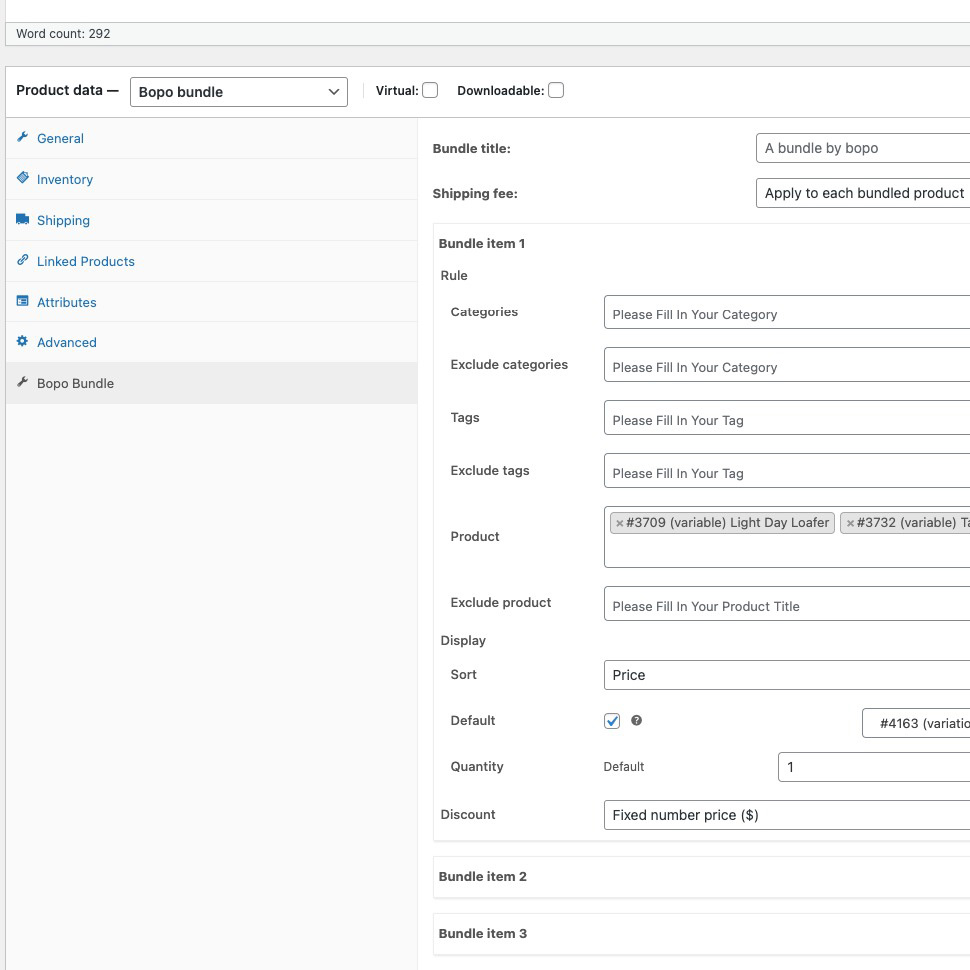 Word count: 292
Product data — Bopo bundle Virtual: Downloadable:
General
Inventory
Shipping
Linked Products
Attributes
Advanced
Bopo Bundle
Bundle title: A bundle by bopo
Shipping fee: Apply to each bundled product
Bundle item 1
Rule
Categories Please Fill In Your Category
Exclude categories Please Fill In Your Category
Tags Please Fill In Your Tag
Exclude tags Please Fill In Your Tag
Product ×#3709 (variable) Light Day Loafer ×#3732 (variable)
Exclude product Please Fill In Your Product Title
Display
Sort Price
Default #4163
Quantity Default 1
Discount Fixed number price ($)
Bundle item 2
Bundle item 3